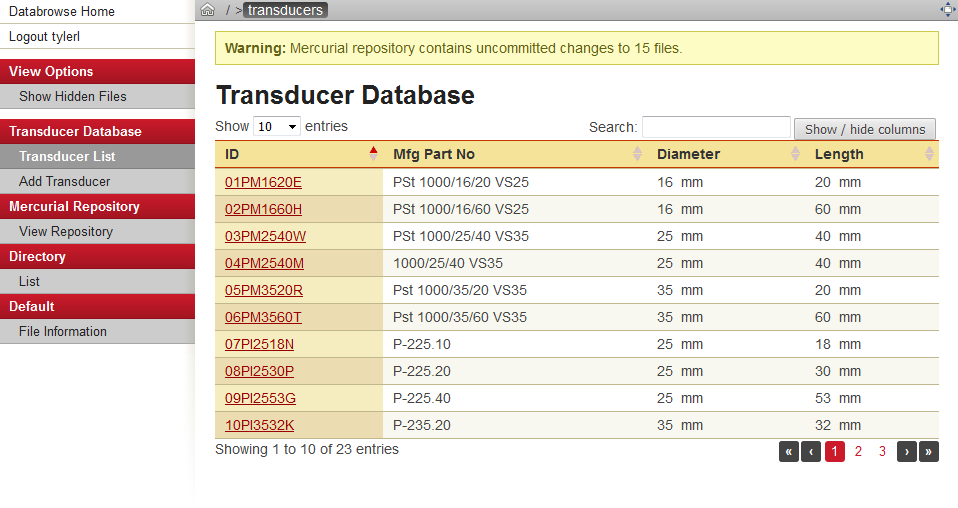 Databrowse Home
Logout tylerl
View Options
Show Hidden Files
Transducer Database
Transducer List
Add Transducer
Mercurial Repository
View Repository
Directory
List
Default
File Information
/ > transducers
Warning: Mercurial repository contains uncommitted changes to 15 files.
Transducer Database
Show 10 entries Search: Show / hide columns
ID Mfg Part No Diameter Length
01PM1620E PSt 1000/16/20 VS25 16 mm 20 mm
02PM1660H PSt 1000/16/60 VS25 16 mm 60 mm
03PM2540W PSt 1000/25/40 VS35 25 mm 40 mm
04PM2540M 1000/25/40 VS35 25 mm 40 mm
05PM3520R Pst 1000/35/20 VS35 35 mm 20 mm
06PM3560T Pst 1000/35/60 VS35 35 mm 60 mm
07PI2518N P-225.10 25 mm 18 mm
08PI2530P P-225.20 25 mm 30 mm
09PI2553G P-225.40 25 mm 53 mm
10PI3532K P-235.20 35 mm 32 mm
Showing 1 to 10 of 23 entries « ‹ 1 2 3 › »